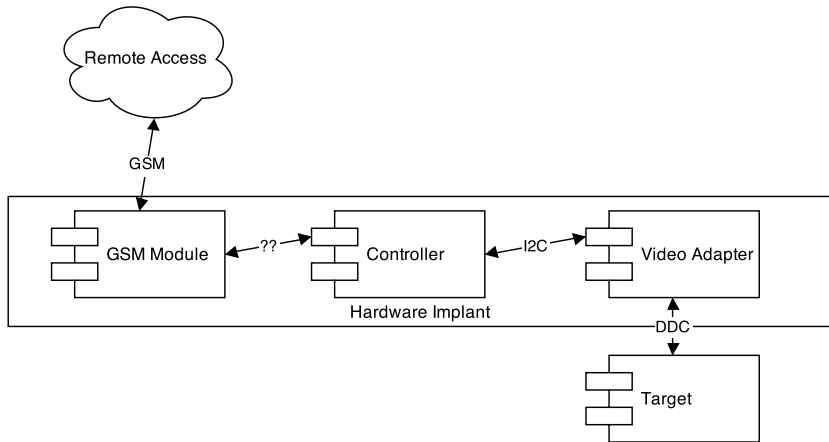 Remote Access
GSM
GSM Module
??
Controller
I2C
Video Adapter
Hardware Implant
DDC
Target